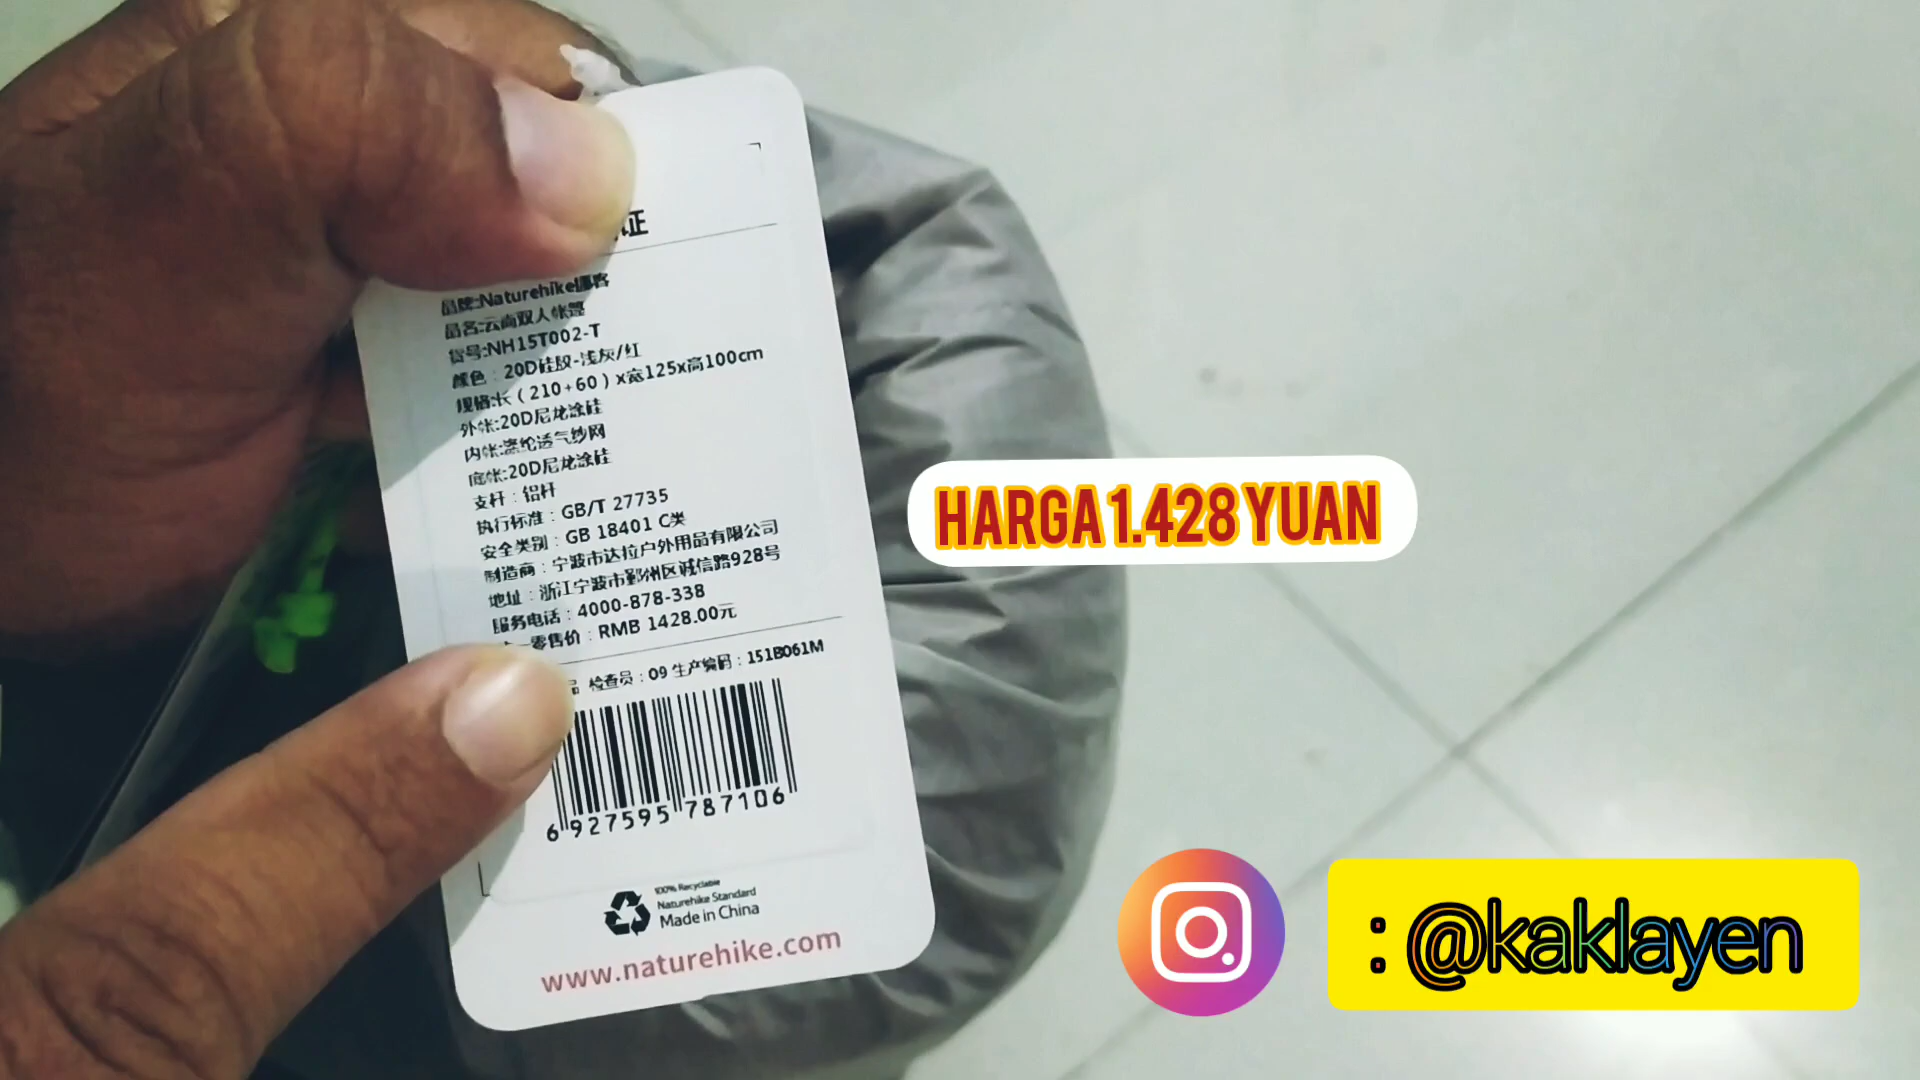 证
品牌:Naturehike挪客
品名:云尚双人帐篷
货号:NH15T002-T
颜色：20D硅胶-浅灰/红
规格:长（210+60）x宽125x高100cm
外帐:20D尼龙涂硅
内帐:涤纶透气纱网
底帐:20D尼龙涂硅
支杆：铝杆
执行标准：GB/T 27735
安全类别：GB 18401 C类
制造商：宁波市达拉户外用品有限公司
地址：浙江宁波市鄞州区诚信路928号
服务电话：4000-878-338
一零售价：RMB 1428.00元
品 检查员：09 生产编码：151B061M
6 927595 787106
100% Recyclable
Naturehike Standard
Made in China
www.naturehike.com
HARGA 1.428 YUAN
: @kaklayen